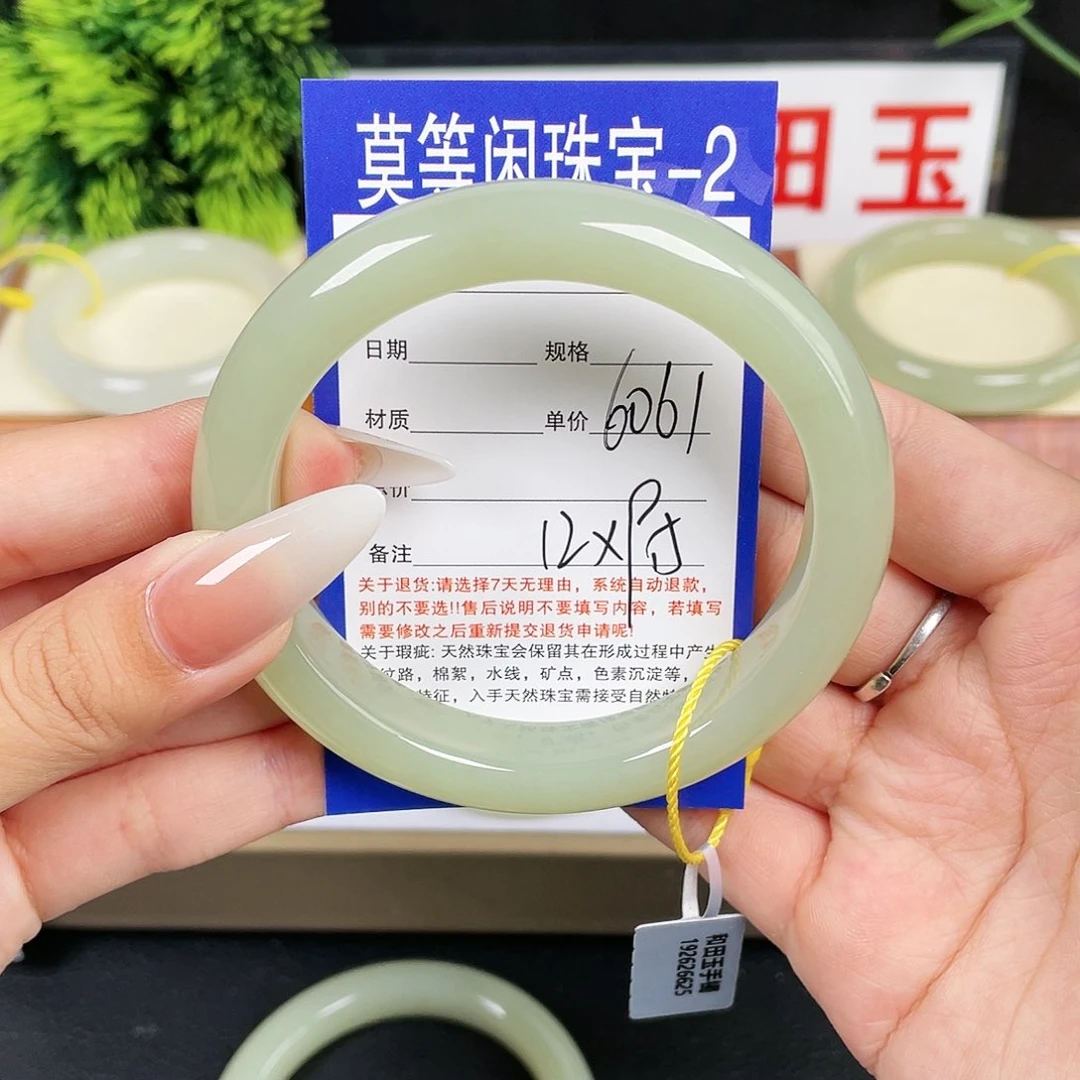 莫等闲珠宝-2
田玉
日期 规格
材质 单价 6061
价
备注 12x
关于退货:请选择7天无理由，系统自动退款，
别的不要选!!售后说明不要填写内容，若填写
需要修改之后重新提交退货申请呢!
关于瑕疵: 天然珠宝会保留其在形成过程中产生
纹路，棉絮，水线，矿点，色素沉淀等，
特征，入手天然珠宝需接受自然
和田玉手镯
192626625